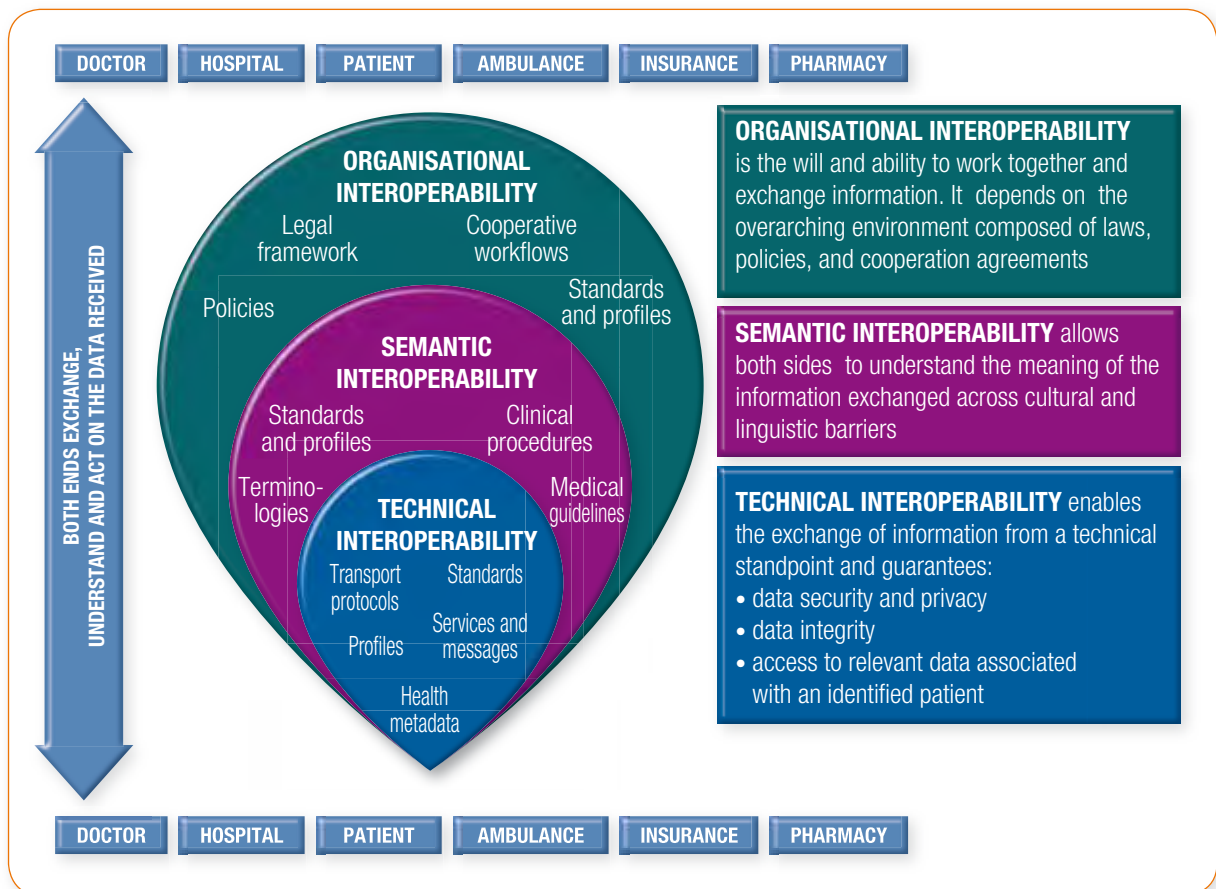 DOCTOR HOSPITAL PATIENT AMBULANCE INSURANCE PHARMACY
BOTH ENDS EXCHANGE,
UNDERSTAND AND ACT ON THE DATA RECEIVED
ORGANISATIONAL
INTEROPERABILITY
Legal
framework
Cooperative
workflows
Policies
Standards
and profiles
SEMANTIC
INTEROPERABILITY
Standards
and profiles
Clinical
procedures
Termino-
logies
Medical
guidelines
TECHNICAL
INTEROPERABILITY
Transport
protocols
Standards
Profiles
Services and
messages
Health
metadata
ORGANISATIONAL INTEROPERABILITY
is the will and ability to work together and
exchange information. It depends on the
overarching environment composed of laws,
policies, and cooperation agreements
SEMANTIC INTEROPERABILITY allows
both sides to understand the meaning of the
information exchanged across cultural and
linguistic barriers
TECHNICAL INTEROPERABILITY enables
the exchange of information from a technical
standpoint and guarantees:
• data security and privacy
• data integrity
• access to relevant data associated
with an identified patient
DOCTOR HOSPITAL PATIENT AMBULANCE INSURANCE PHARMACY